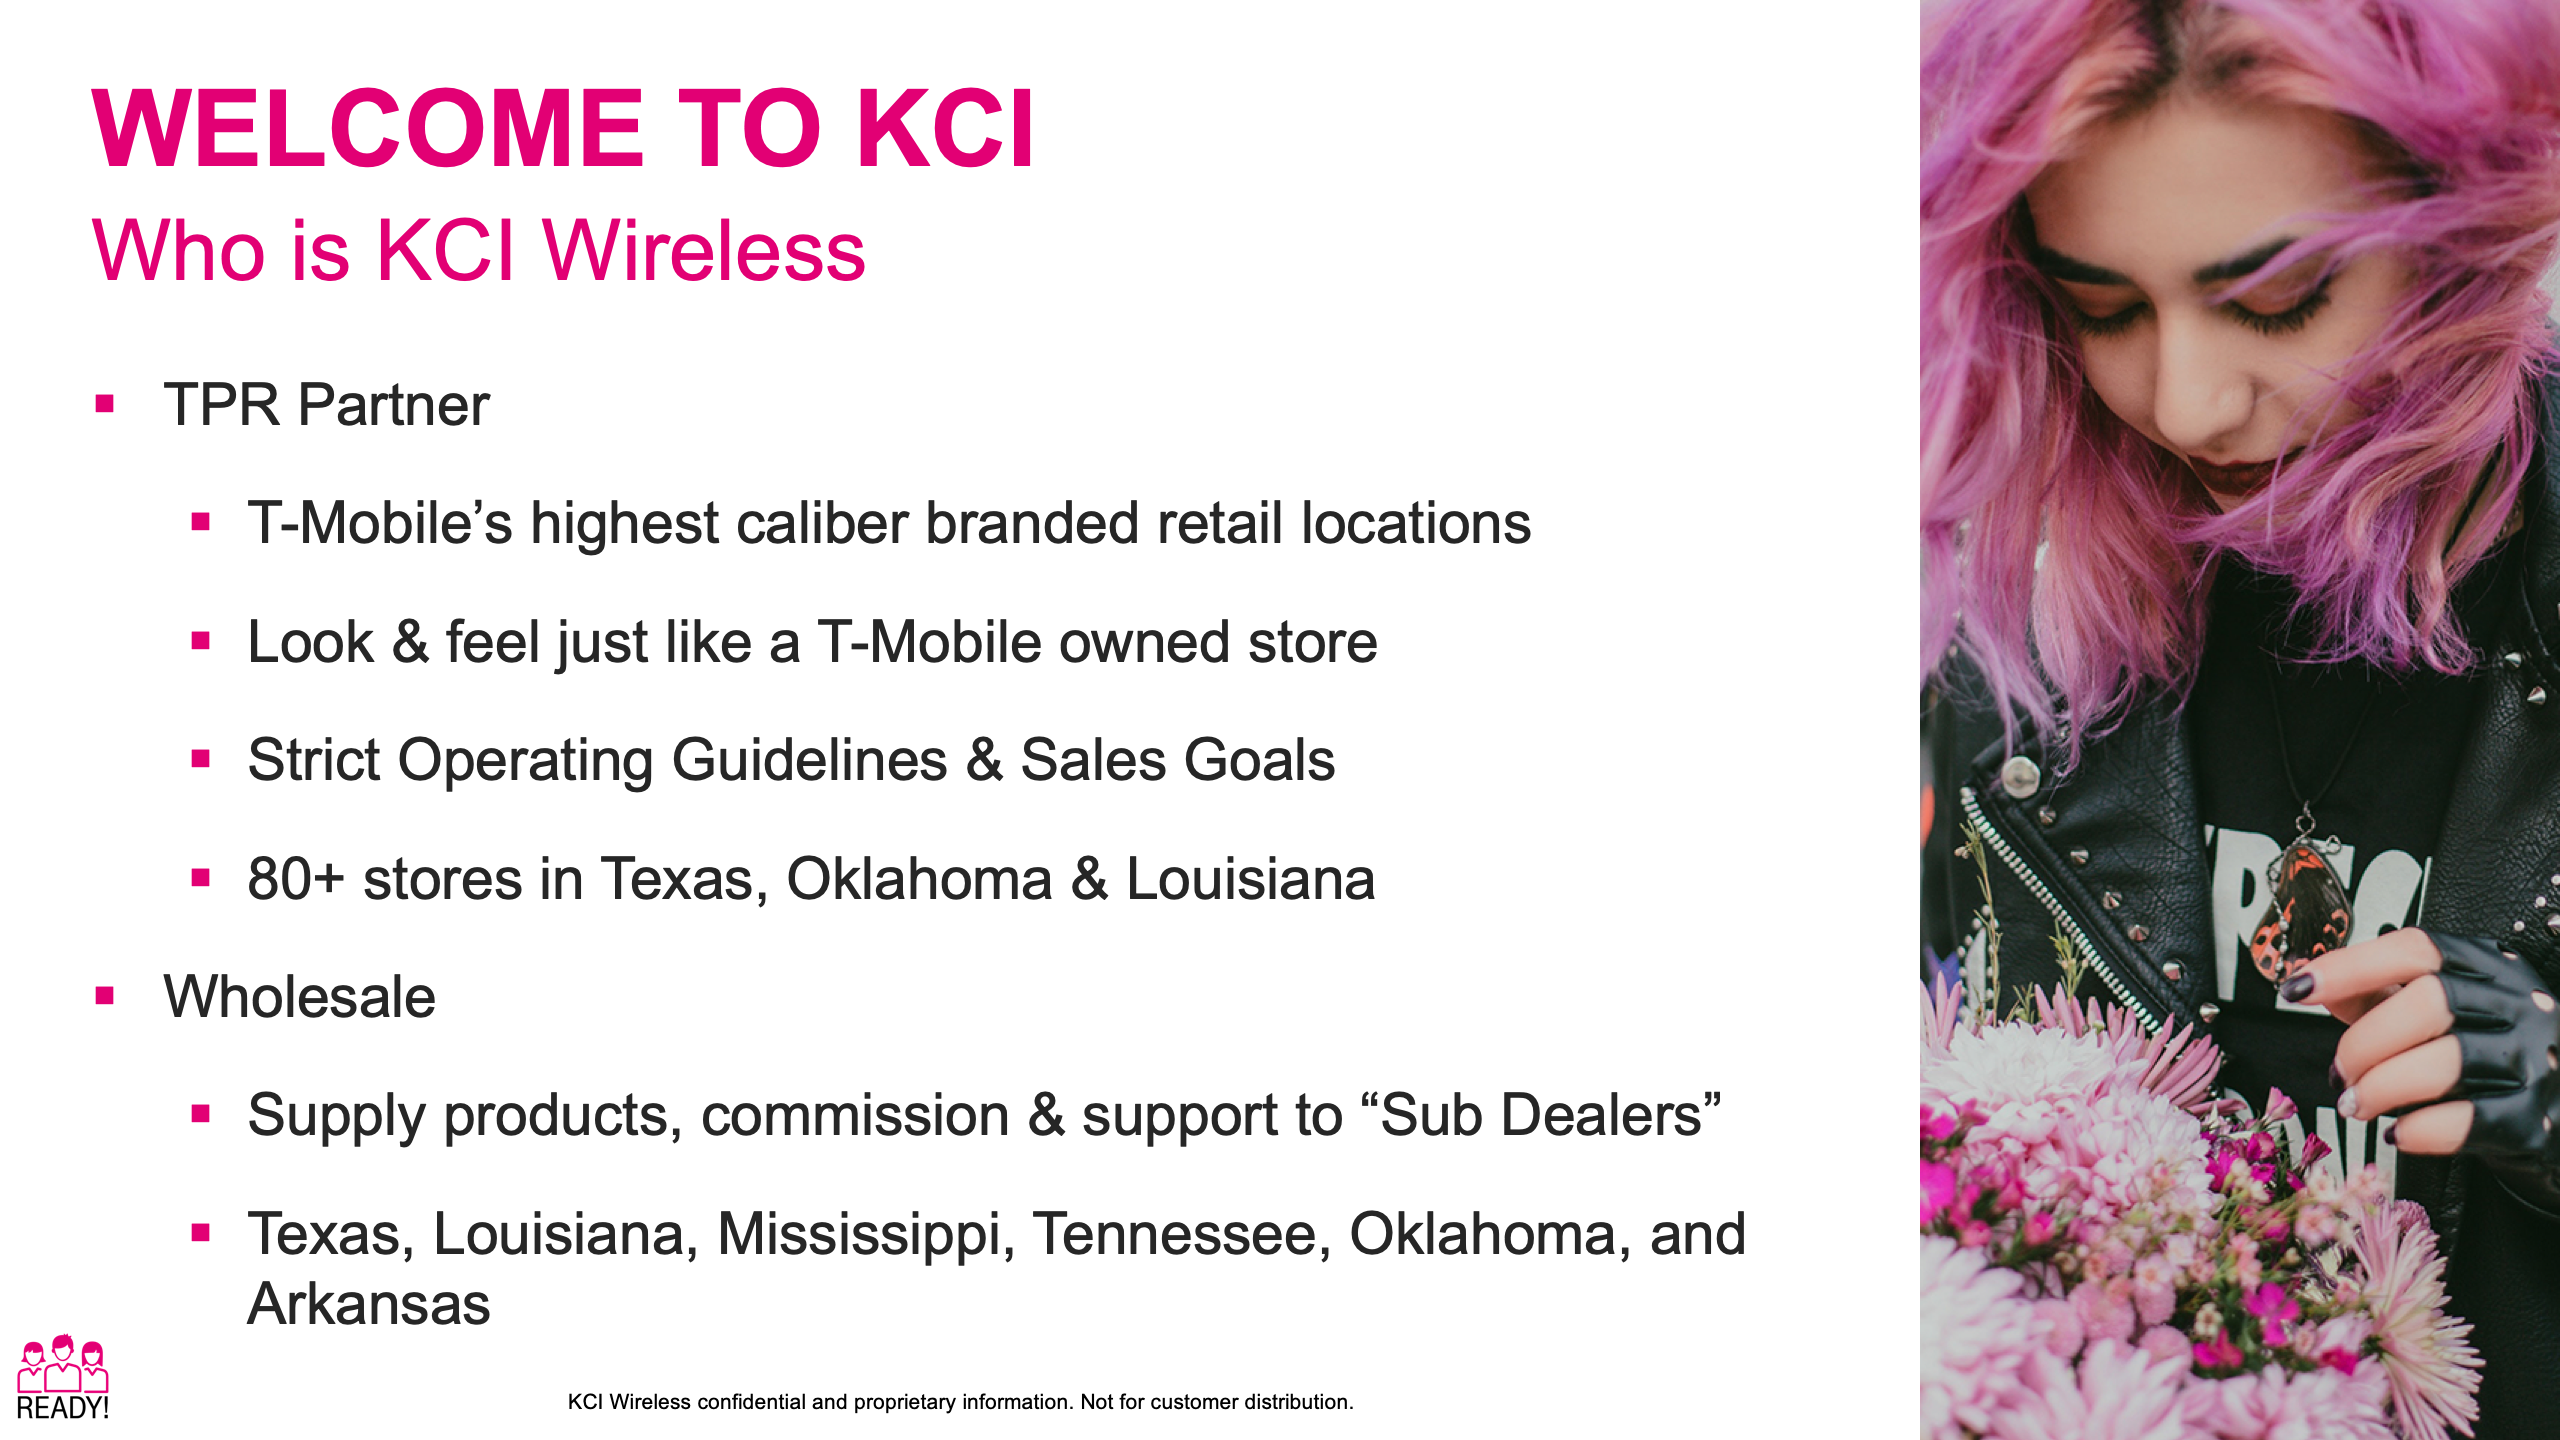 WELCOME TO KCI
Who is KCI Wireless
▪ TPR Partner
▪ T-Mobile’s highest caliber branded retail locations
▪ Look & feel just like a T-Mobile owned store
▪ Strict Operating Guidelines & Sales Goals
▪ 80+ stores in Texas, Oklahoma & Louisiana
▪ Wholesale
▪ Supply products, commission & support to “Sub Dealers”
▪ Texas, Louisiana, Mississippi, Tennessee, Oklahoma, and
Arkansas
READY!
KCI Wireless confidential and proprietary information. Not for customer distribution.